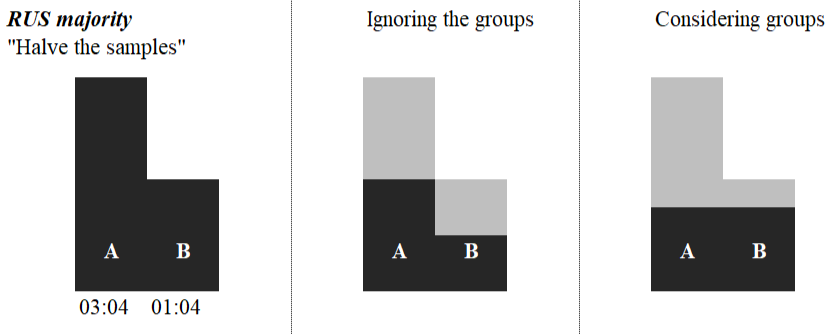 RUS majority
"Halve the samples"
A B
03:04 01:04
Ignoring the groups
A B
Considering groups
A B